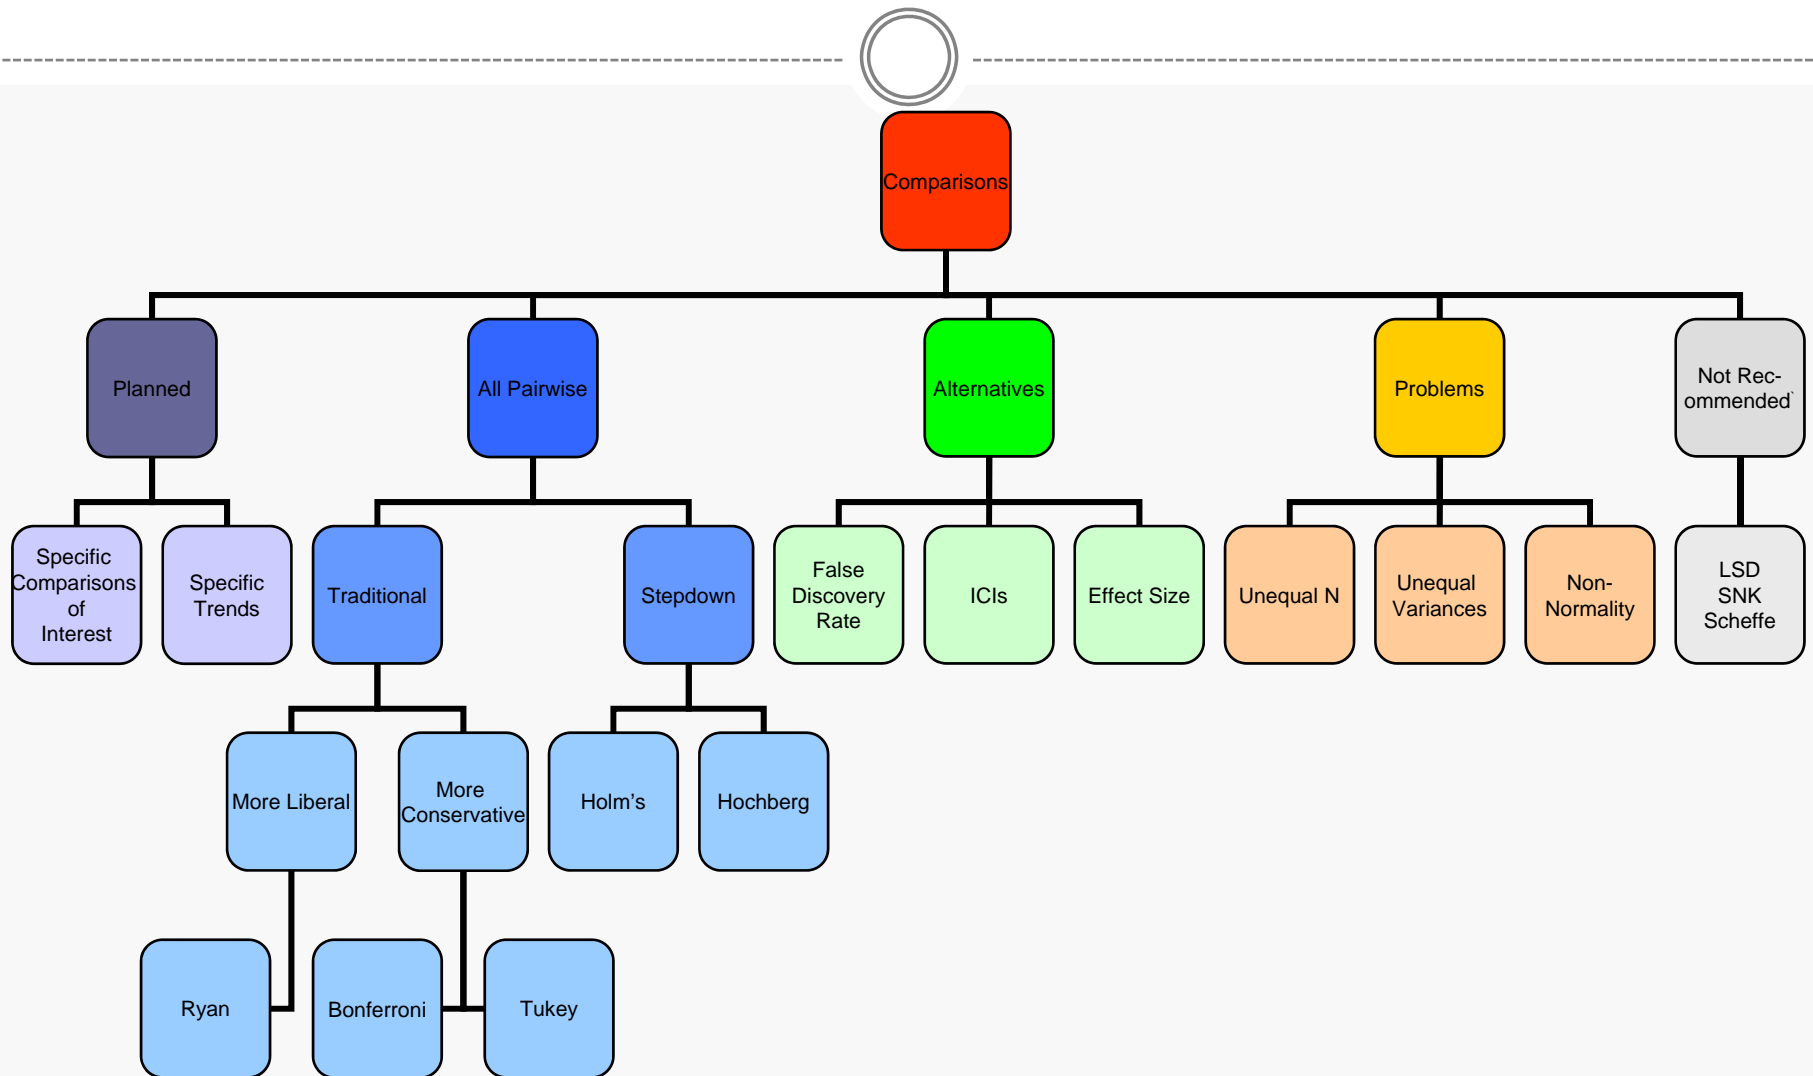 Comparisons
Planned
All Pairwise
Alternatives
Problems
Not Rec-
ommended`
Specific
Comparisons
of
Interest
Specific
Trends
Traditional
Stepdown
False
Discovery
Rate
ICIs
Effect Size
Unequal N
Unequal
Variances
Non-
Normality
LSD
SNK
Scheffe
More Liberal
More
Conservative
Holm’s
Hochberg
Ryan
Bonferroni
Tukey